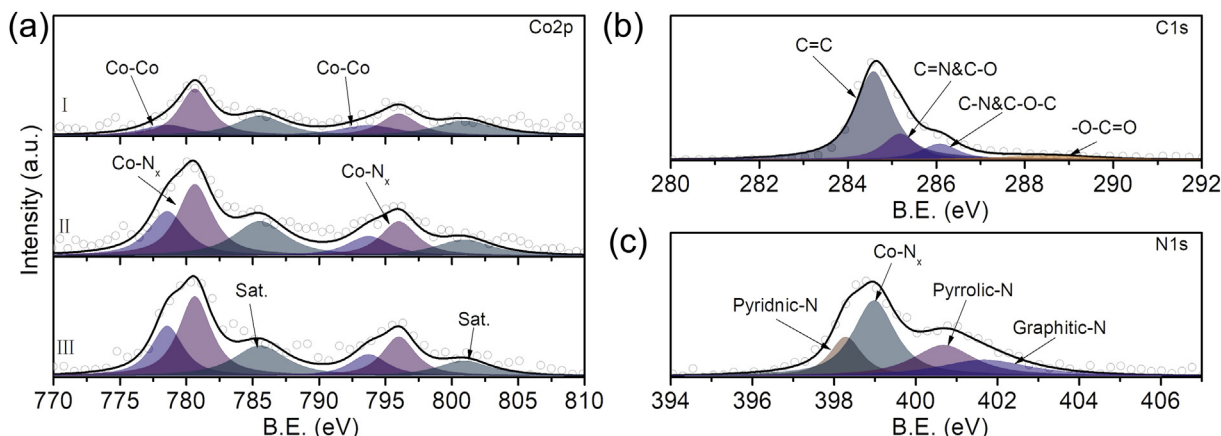 (a)
Co2p
Co-Co
Co-Co
I
Co-Nx
Co-Nx
II
Sat.
Sat.
III
Intensity (a.u.)
770 775 780 785 790 795 800 805 810
B.E. (eV)
(b)
C1s
C=C
C=N&C-O
C-N&C-O-C
-O-C=O
280 282 284 286 288 290 292
B.E. (eV)
(c)
N1s
Co-Nx
Pyridnic-N
Pyrrolic-N
Graphitic-N
394 396 398 400 402 404 406
B.E. (eV)